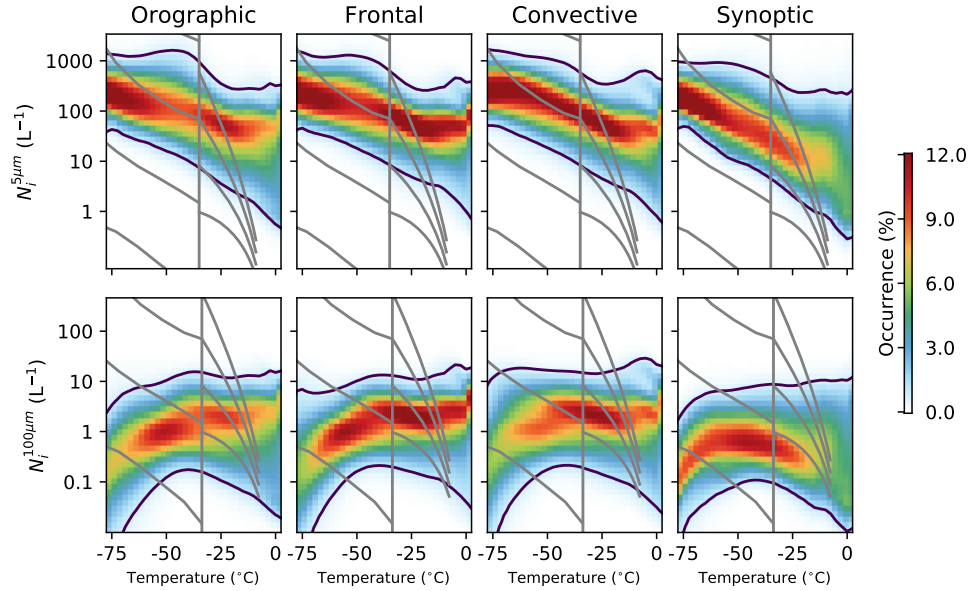 Orographic Frontal Convective Synoptic
1000
100
10
1
N_i^{5μm} (L⁻¹)
12.0
9.0
6.0
3.0
0.0
Occurrence (%)
100
10
1
0.1
N_i^{100μm} (L⁻¹)
-75 -50 -25 0 -75 -50 -25 0 -75 -50 -25 0 -75 -50 -25 0
Temperature (°C) Temperature (°C) Temperature (°C) Temperature (°C)